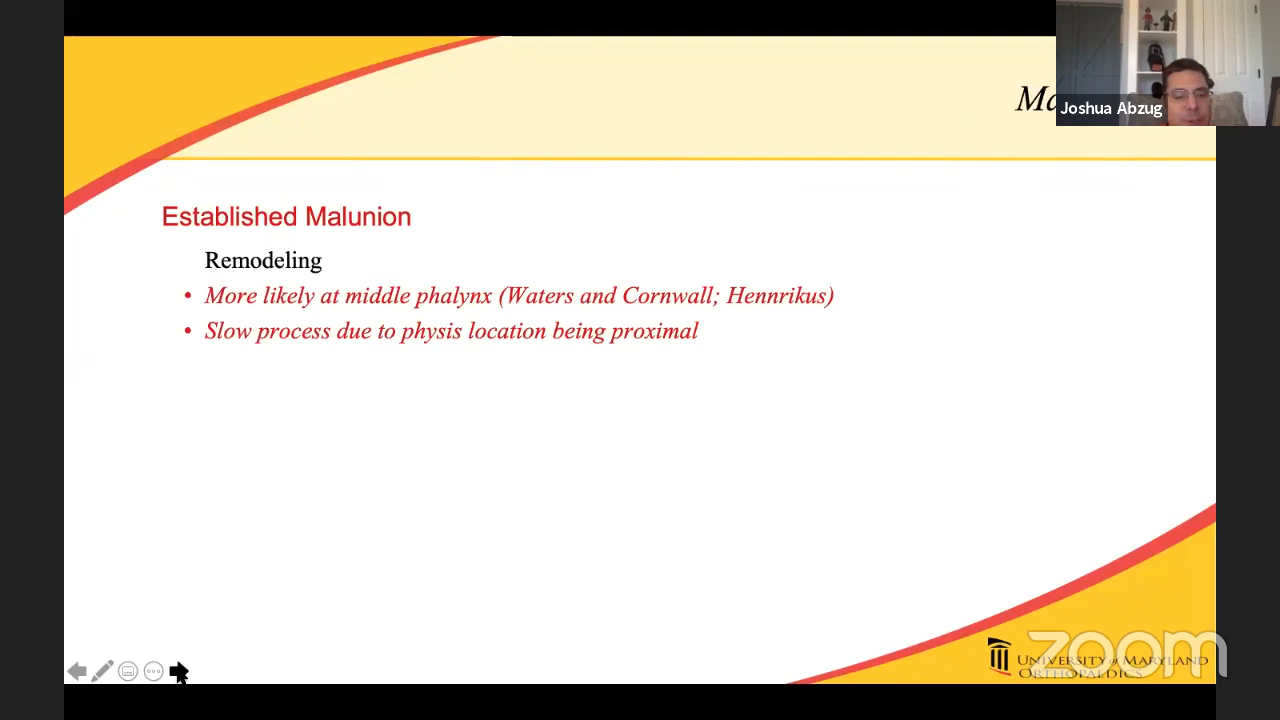 Joshua Abzug
Established Malunion
Remodeling
• More likely at middle phalynx (Waters and Cornwall; Hennrikus)
• Slow process due to physis location being proximal
zoom
UNIVERSITY of MARYLAND
ORTHOPAEDICS